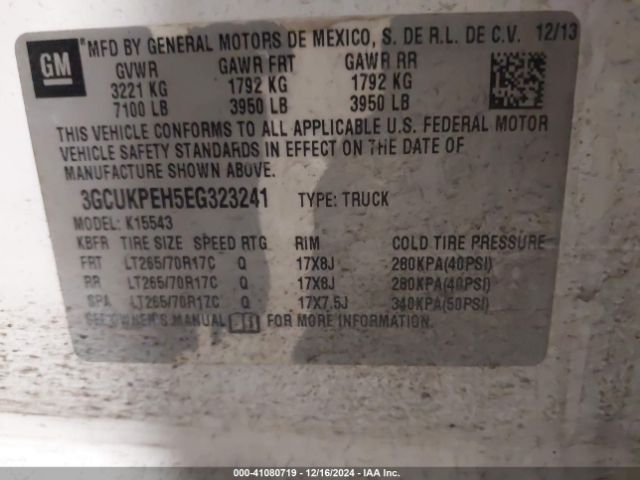 GM
*MFD BY GENERAL MOTORS DE MEXICO, S. DE R.L. DE C.V. 12/13
GVWR GAWR FRT GAWR RR
3221 KG 1792 KG 1792 KG
7100 LB 3950 LB 3950 LB
THIS VEHICLE CONFORMS TO ALL APPLICABLE U.S. FEDERAL MOTOR
VEHICLE SAFETY STANDARDS IN EFFECT ON THE DATE OF
MANUFACTURE SHOWN ABOVE.
3GCUKPEH5EG323241 TYPE: TRUCK
MODEL: K15543
KBFR TIRE SIZE SPEED RTG RIM COLD TIRE PRESSURE
FRT LT265/70R17C Q 17X8J 280KPA(40PSI)
RR LT265/70R17C Q 17X8J 280KPA(40PSI)
SPA LT265/70R17C Q 17X7.5J 340KPA(50PSI)
SEE OWNER'S MANUAL FOR MORE INFORMATION.
000-41080719 - 12/16/2024 - IAA Inc.